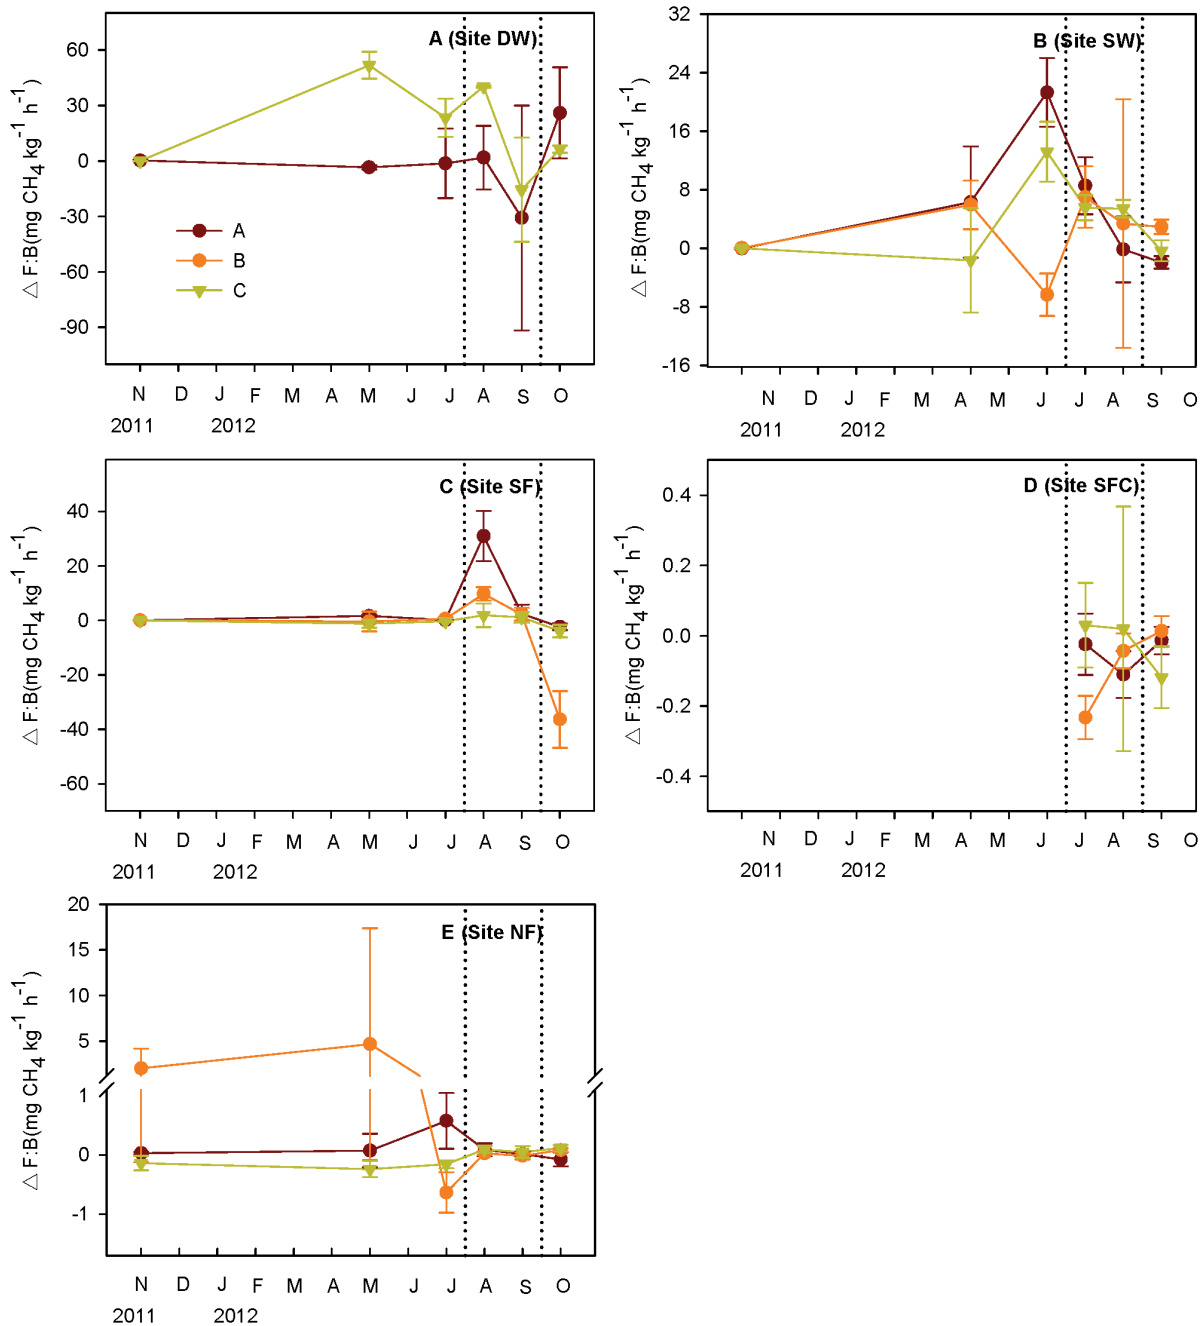 A (Site DW)
△ F:B(mg CH4 kg-1 h-1)
60
30
0
-30
-60
-90
A
B
C
N D J F M A M J J A S O
2011 2012
B (Site SW)
△ F:B(mg CH4 kg-1 h-1)
32
24
16
8
0
-8
-16
N D J F M A M J J A S O
2011 2012
C (Site SF)
△ F:B(mg CH4 kg-1 h-1)
40
20
0
-20
-40
-60
N D J F M A M J J A S O
2011 2012
D (Site SFC)
△ F:B(mg CH4 kg-1 h-1)
0.4
0.2
0.0
-0.2
-0.4
N D J F M A M J J A S O
2011 2012
E (Site NF)
△ F:B(mg CH4 kg-1 h-1)
20
15
10
5
1
0
-1
N D J F M A M J J A S O
2011 2012